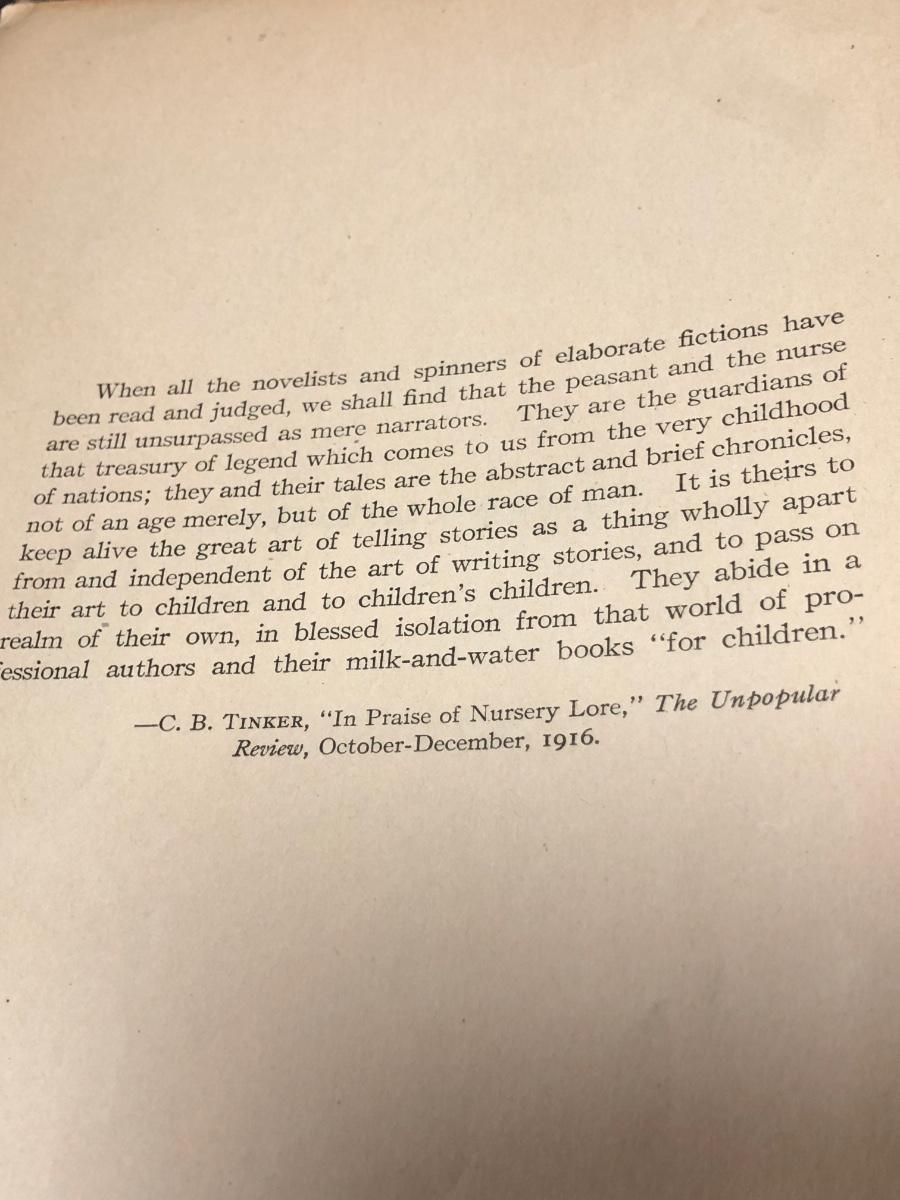 When all the novelists and spinners of elaborate fictions have
been read and judged, we shall find that the peasant and the nurse
are still unsurpassed as mere narrators. They are the guardians of
that treasury of legend which comes to us from the very childhood
of nations; they and their tales are the abstract and brief chronicles,
not of an age merely, but of the whole race of man. It is theirs to
keep alive the great art of telling stories as a thing wholly apart
from and independent of the art of writing stories, and to pass on
their art to children and to children's children. They abide in a
realm of their own, in blessed isolation from that world of pro-
essional authors and their milk-and-water books “for children.”
—C. B. TINKER, “In Praise of Nursery Lore,” The Unpopular
Review, October-December, 1916.